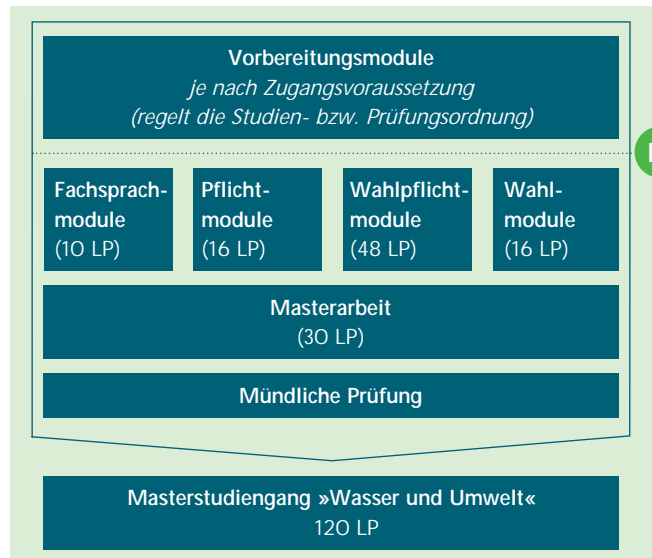 Vorbereitungsmodule
je nach Zugangsvoraussetzung
(regelt die Studien- bzw. Prüfungsordnung)
Fachsprach-
module
(10 LP)
Pflicht-
module
(16 LP)
Wahlpflicht-
module
(48 LP)
Wahl-
module
(16 LP)
Masterarbeit
(30 LP)
Mündliche Prüfung
Masterstudiengang »Wasser und Umwelt«
120 LP